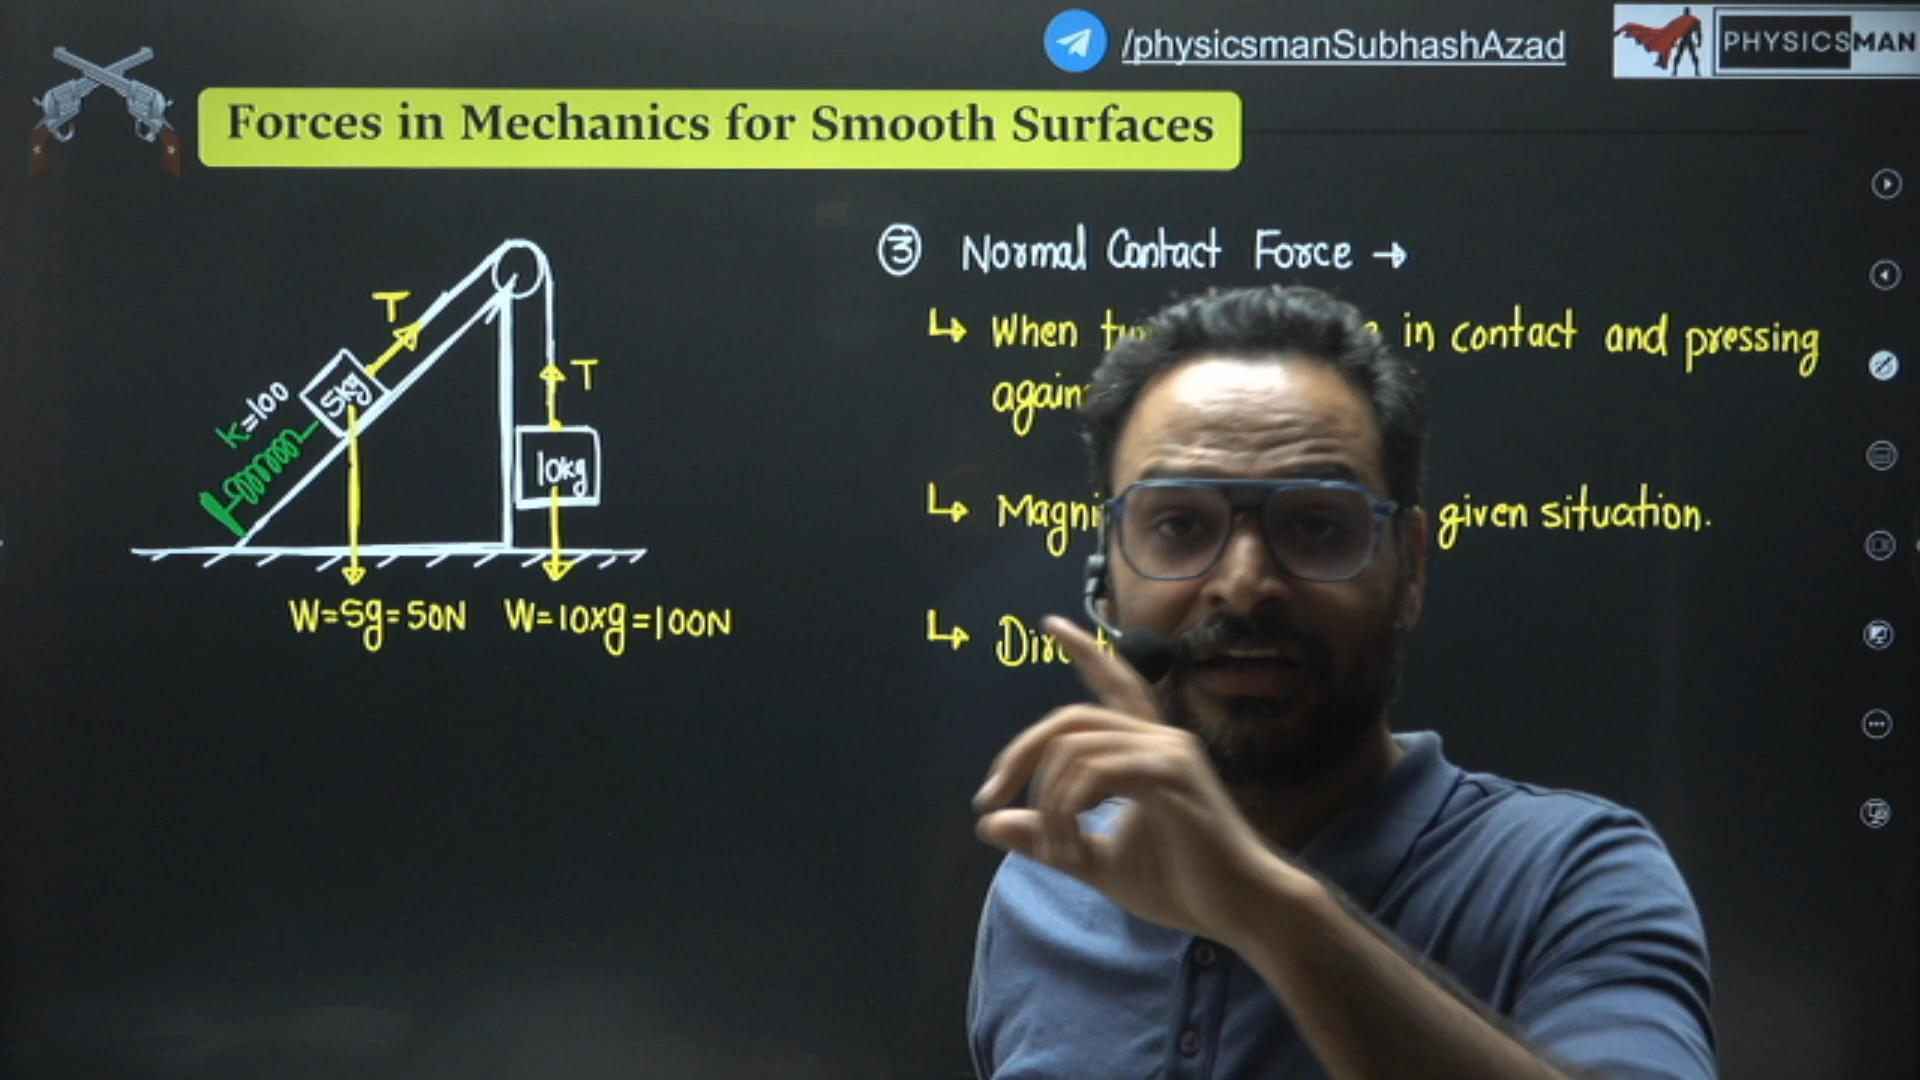 /physicsmanSubhashAzad
PHYSICSMAN
Forces in Mechanics for Smooth Surfaces
③ Normal Contact Force →
↳ When in contact and pressing
↳ given situation.
T
T
K=100
5kg
10kg
W=5g=50N W=10xg=100N